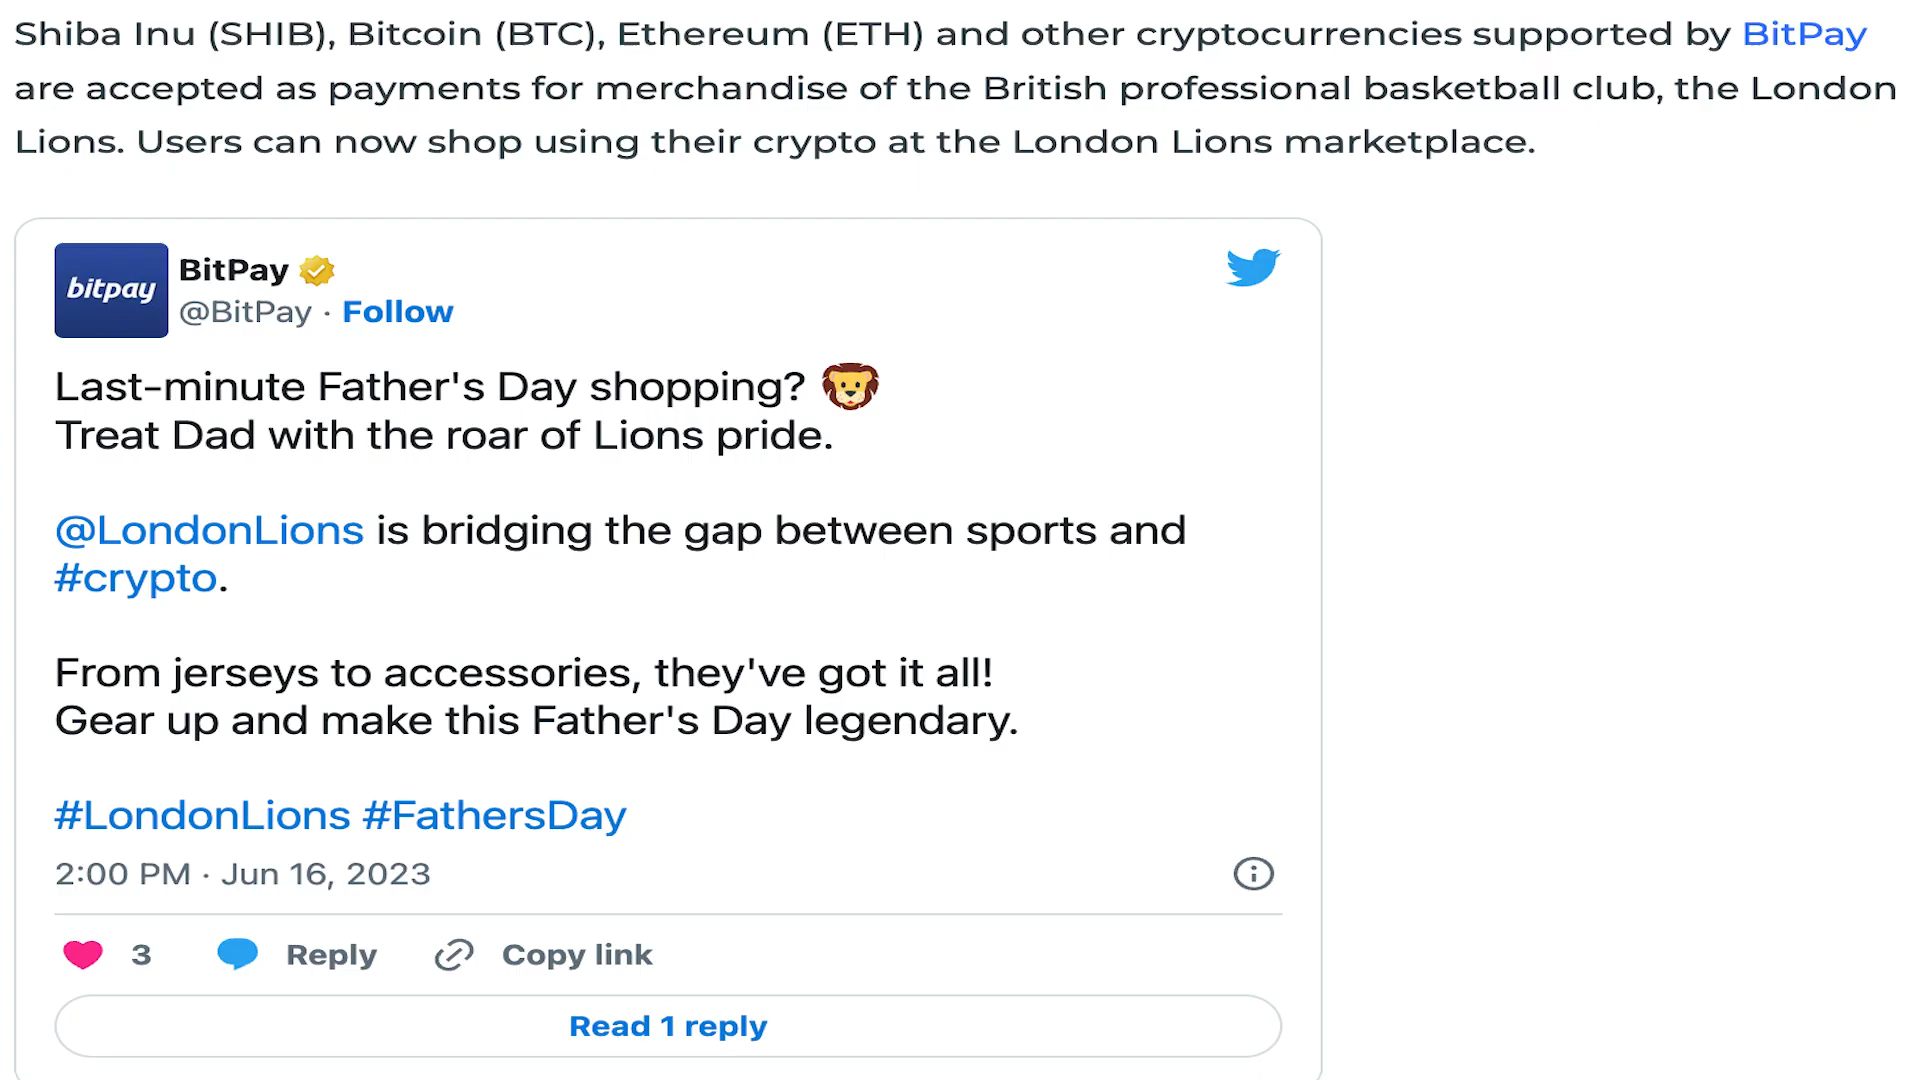 Shiba Inu (SHIB), Bitcoin (BTC), Ethereum (ETH) and other cryptocurrencies supported by BitPay
are accepted as payments for merchandise of the British professional basketball club, the London
Lions. Users can now shop using their crypto at the London Lions marketplace.
bitpay
BitPay
@BitPay · Follow
Last-minute Father's Day shopping? 🦁
Treat Dad with the roar of Lions pride.
@LondonLions is bridging the gap between sports and
#crypto.
From jerseys to accessories, they've got it all!
Gear up and make this Father's Day legendary.
#LondonLions #FathersDay
2:00 PM · Jun 16, 2023
3 Reply Copy link
Read 1 reply